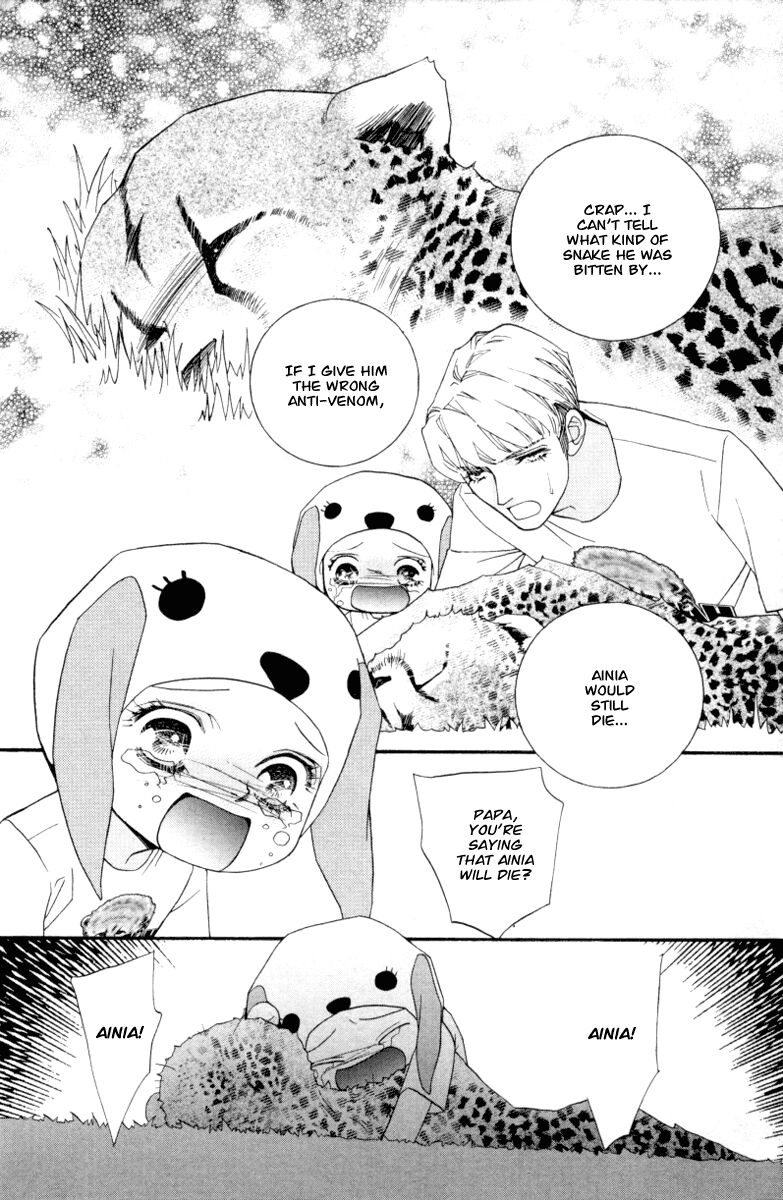 CRAP... I
CAN'T TELL
WHAT KIND OF
SNAKE HE WAS
BITTEN BY...
IF I GIVE HIM
THE WRONG
ANTI-VENOM,
AINIA
WOULD
STILL
DIE...
PAPA,
YOU'RE
SAYING
THAT AINIA
WILL DIE?
AINIA!
AINIA!